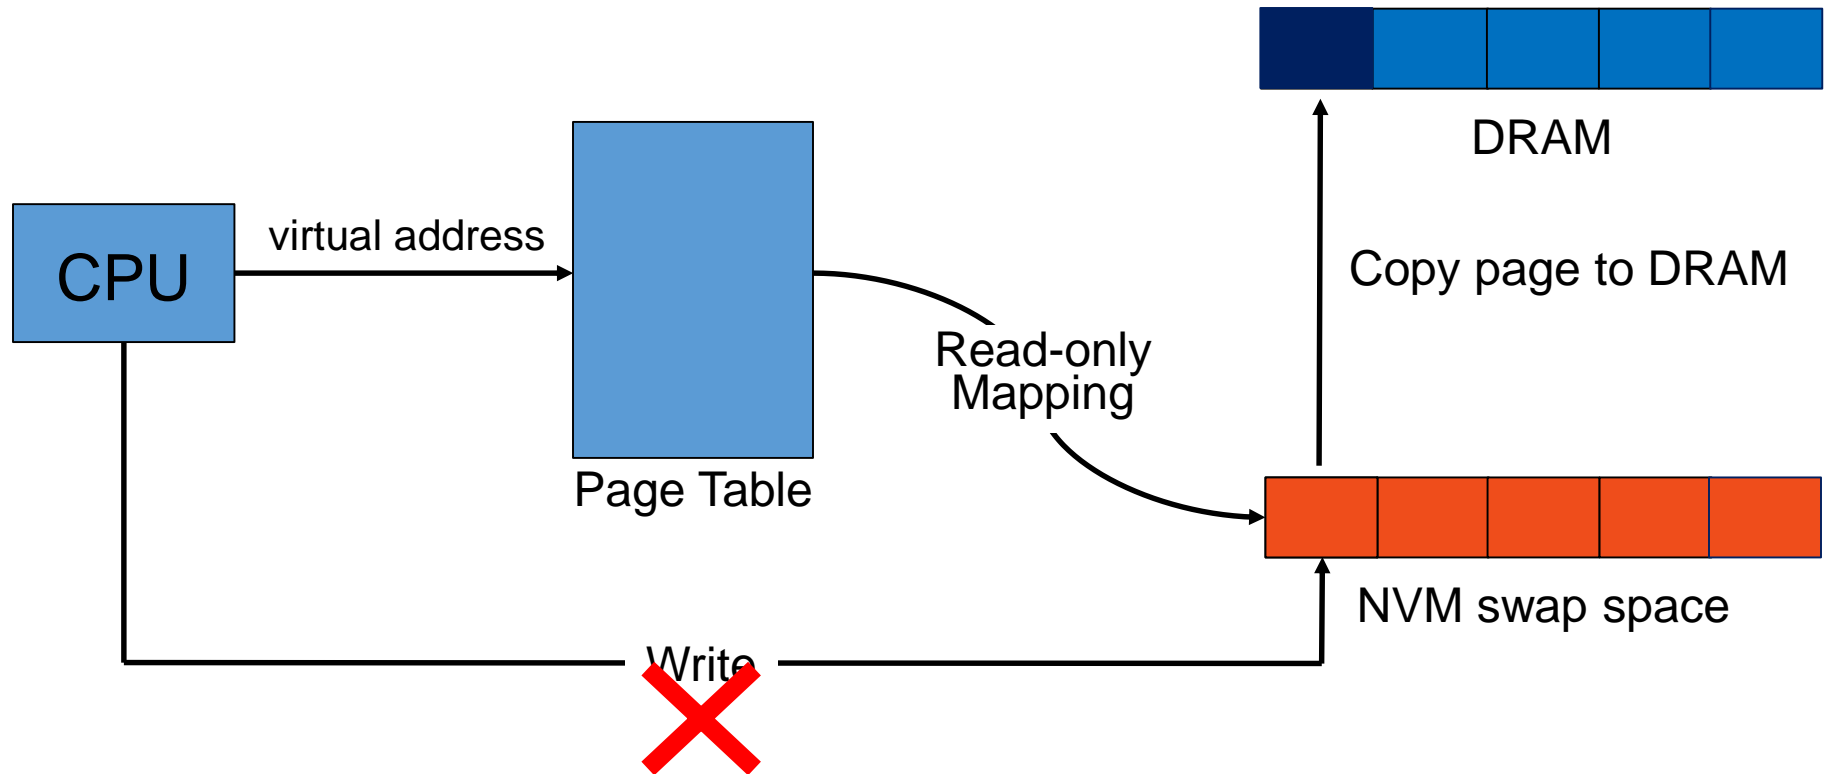 DRAM
virtual address
CPU
Copy page to DRAM
Read-only
Mapping
Page Table
NVM swap space
Write